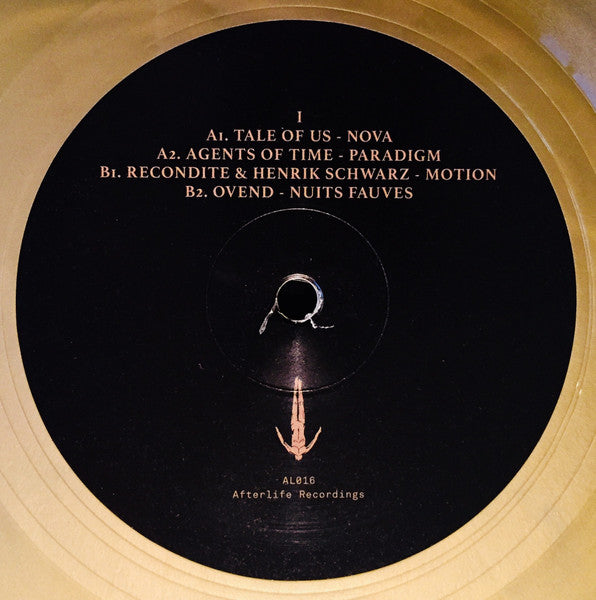 I
A1. TALE OF US - NOVA
A2. AGENTS OF TIME - PARADIGM
B1. RECONDITE & HENRIK SCHWARZ - MOTION
B2. OVEND - NUITS FAUVES
AL016
Afterlife Recordings